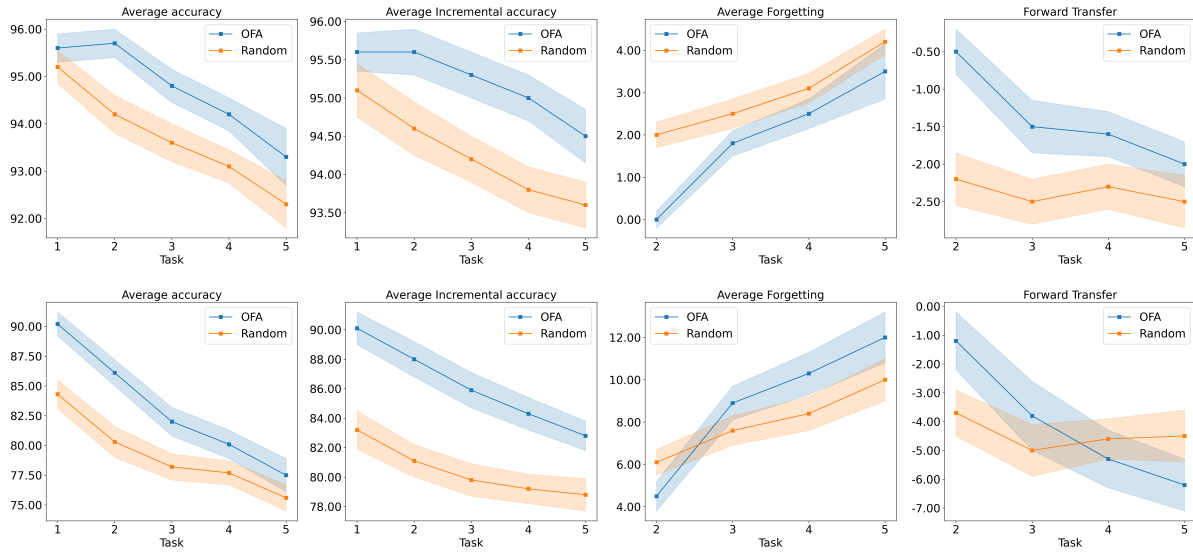 Average accuracy
96.00
95.00
94.00
93.00
92.00
1 2 3 4 5
Task
OFA
Random
Average Incremental accuracy
96.00
95.50
95.00
94.50
94.00
93.50
1 2 3 4 5
Task
OFA
Random
Average Forgetting
4.00
3.00
2.00
1.00
0.00
2 3 4 5
Task
OFA
Random
Forward Transfer
-0.50
-1.00
-1.50
-2.00
-2.50
2 3 4 5
Task
OFA
Random
Average accuracy
90.00
87.50
85.00
82.50
80.00
77.50
75.00
1 2 3 4 5
Task
OFA
Random
Average Incremental accuracy
90.00
88.00
86.00
84.00
82.00
80.00
78.00
1 2 3 4 5
Task
OFA
Random
Average Forgetting
12.00
10.00
8.00
6.00
4.00
2 3 4 5
Task
OFA
Random
Forward Transfer
0.00
-1.00
-2.00
-3.00
-4.00
-5.00
-6.00
-7.00
2 3 4 5
Task
OFA
Random